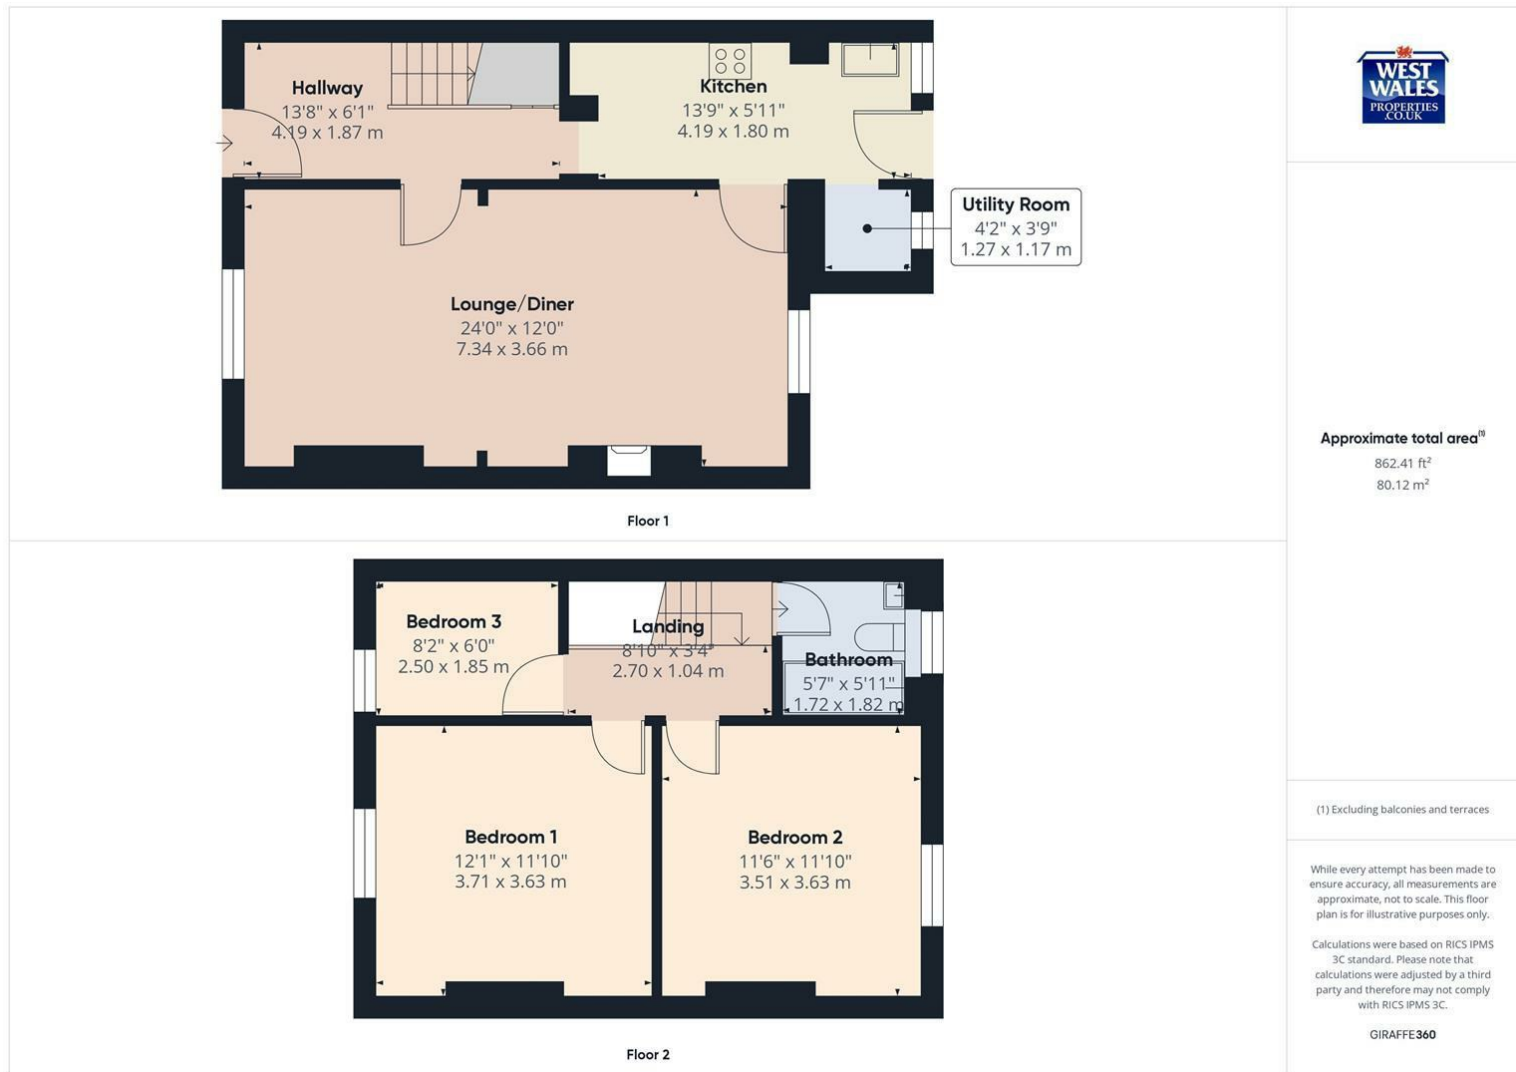 Hallway
13'8" x 6'1"
4.19 x 1.87 m
Kitchen
13'9" x 5'11"
4.19 x 1.80 m
Utility Room
4'2" x 3'9"
1.27 x 1.17 m
Lounge/Diner
24'0" x 12'0"
7.34 x 3.66 m
Floor 1
Bedroom 3
8'2" x 6'0"
2.50 x 1.85 m
Landing
8'10" x 3'4"
2.70 x 1.04 m
Bathroom
5'7" x 5'11"
1.72 x 1.82 m
Bedroom 1
12'1" x 11'10"
3.71 x 3.63 m
Bedroom 2
11'6" x 11'10"
3.51 x 3.63 m
Floor 2
WEST
WALES
PROPERTIES
.CO.UK
Approximate total area(1)
862.41 ft²
80.12 m²
(1) Excluding balconies and terraces
While every attempt has been made to
ensure accuracy, all measurements are
approximate, not to scale. This floor
plan is for illustrative purposes only.
Calculations were based on RICS IPMS
3C standard. Please note that
calculations were adjusted by a third
party and therefore may not comply
with RICS IPMS 3C.
GIRAFFE360